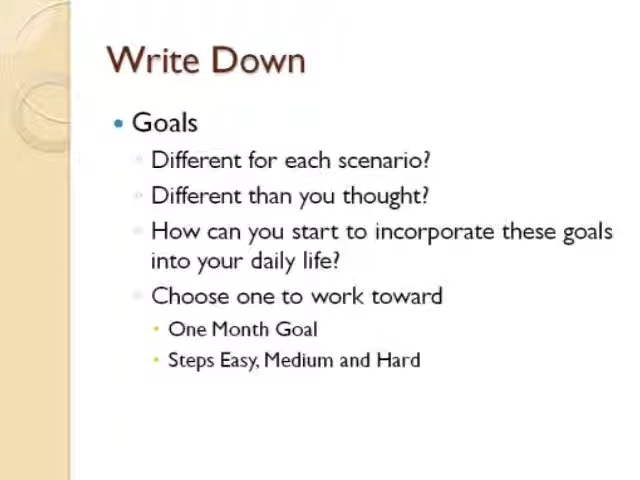 Write Down
Goals
Different for each scenario?
Different than you thought?
How can you start to incorporate these goals
into your daily life?
Choose one to work toward
One Month Goal
Steps Easy, Medium and Hard